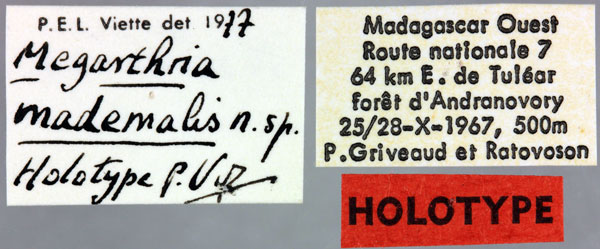 P.E.L. Viette det 1977
Megarthria
mademalis n. sp.
Holotype P.V.
Madagascar Ouest
Route nationale 7
64 km E. de Tuléar
forêt d'Andranovory
25/28-X-1967, 500m
P.Griveaud et Ratovoson
HOLOTYPE